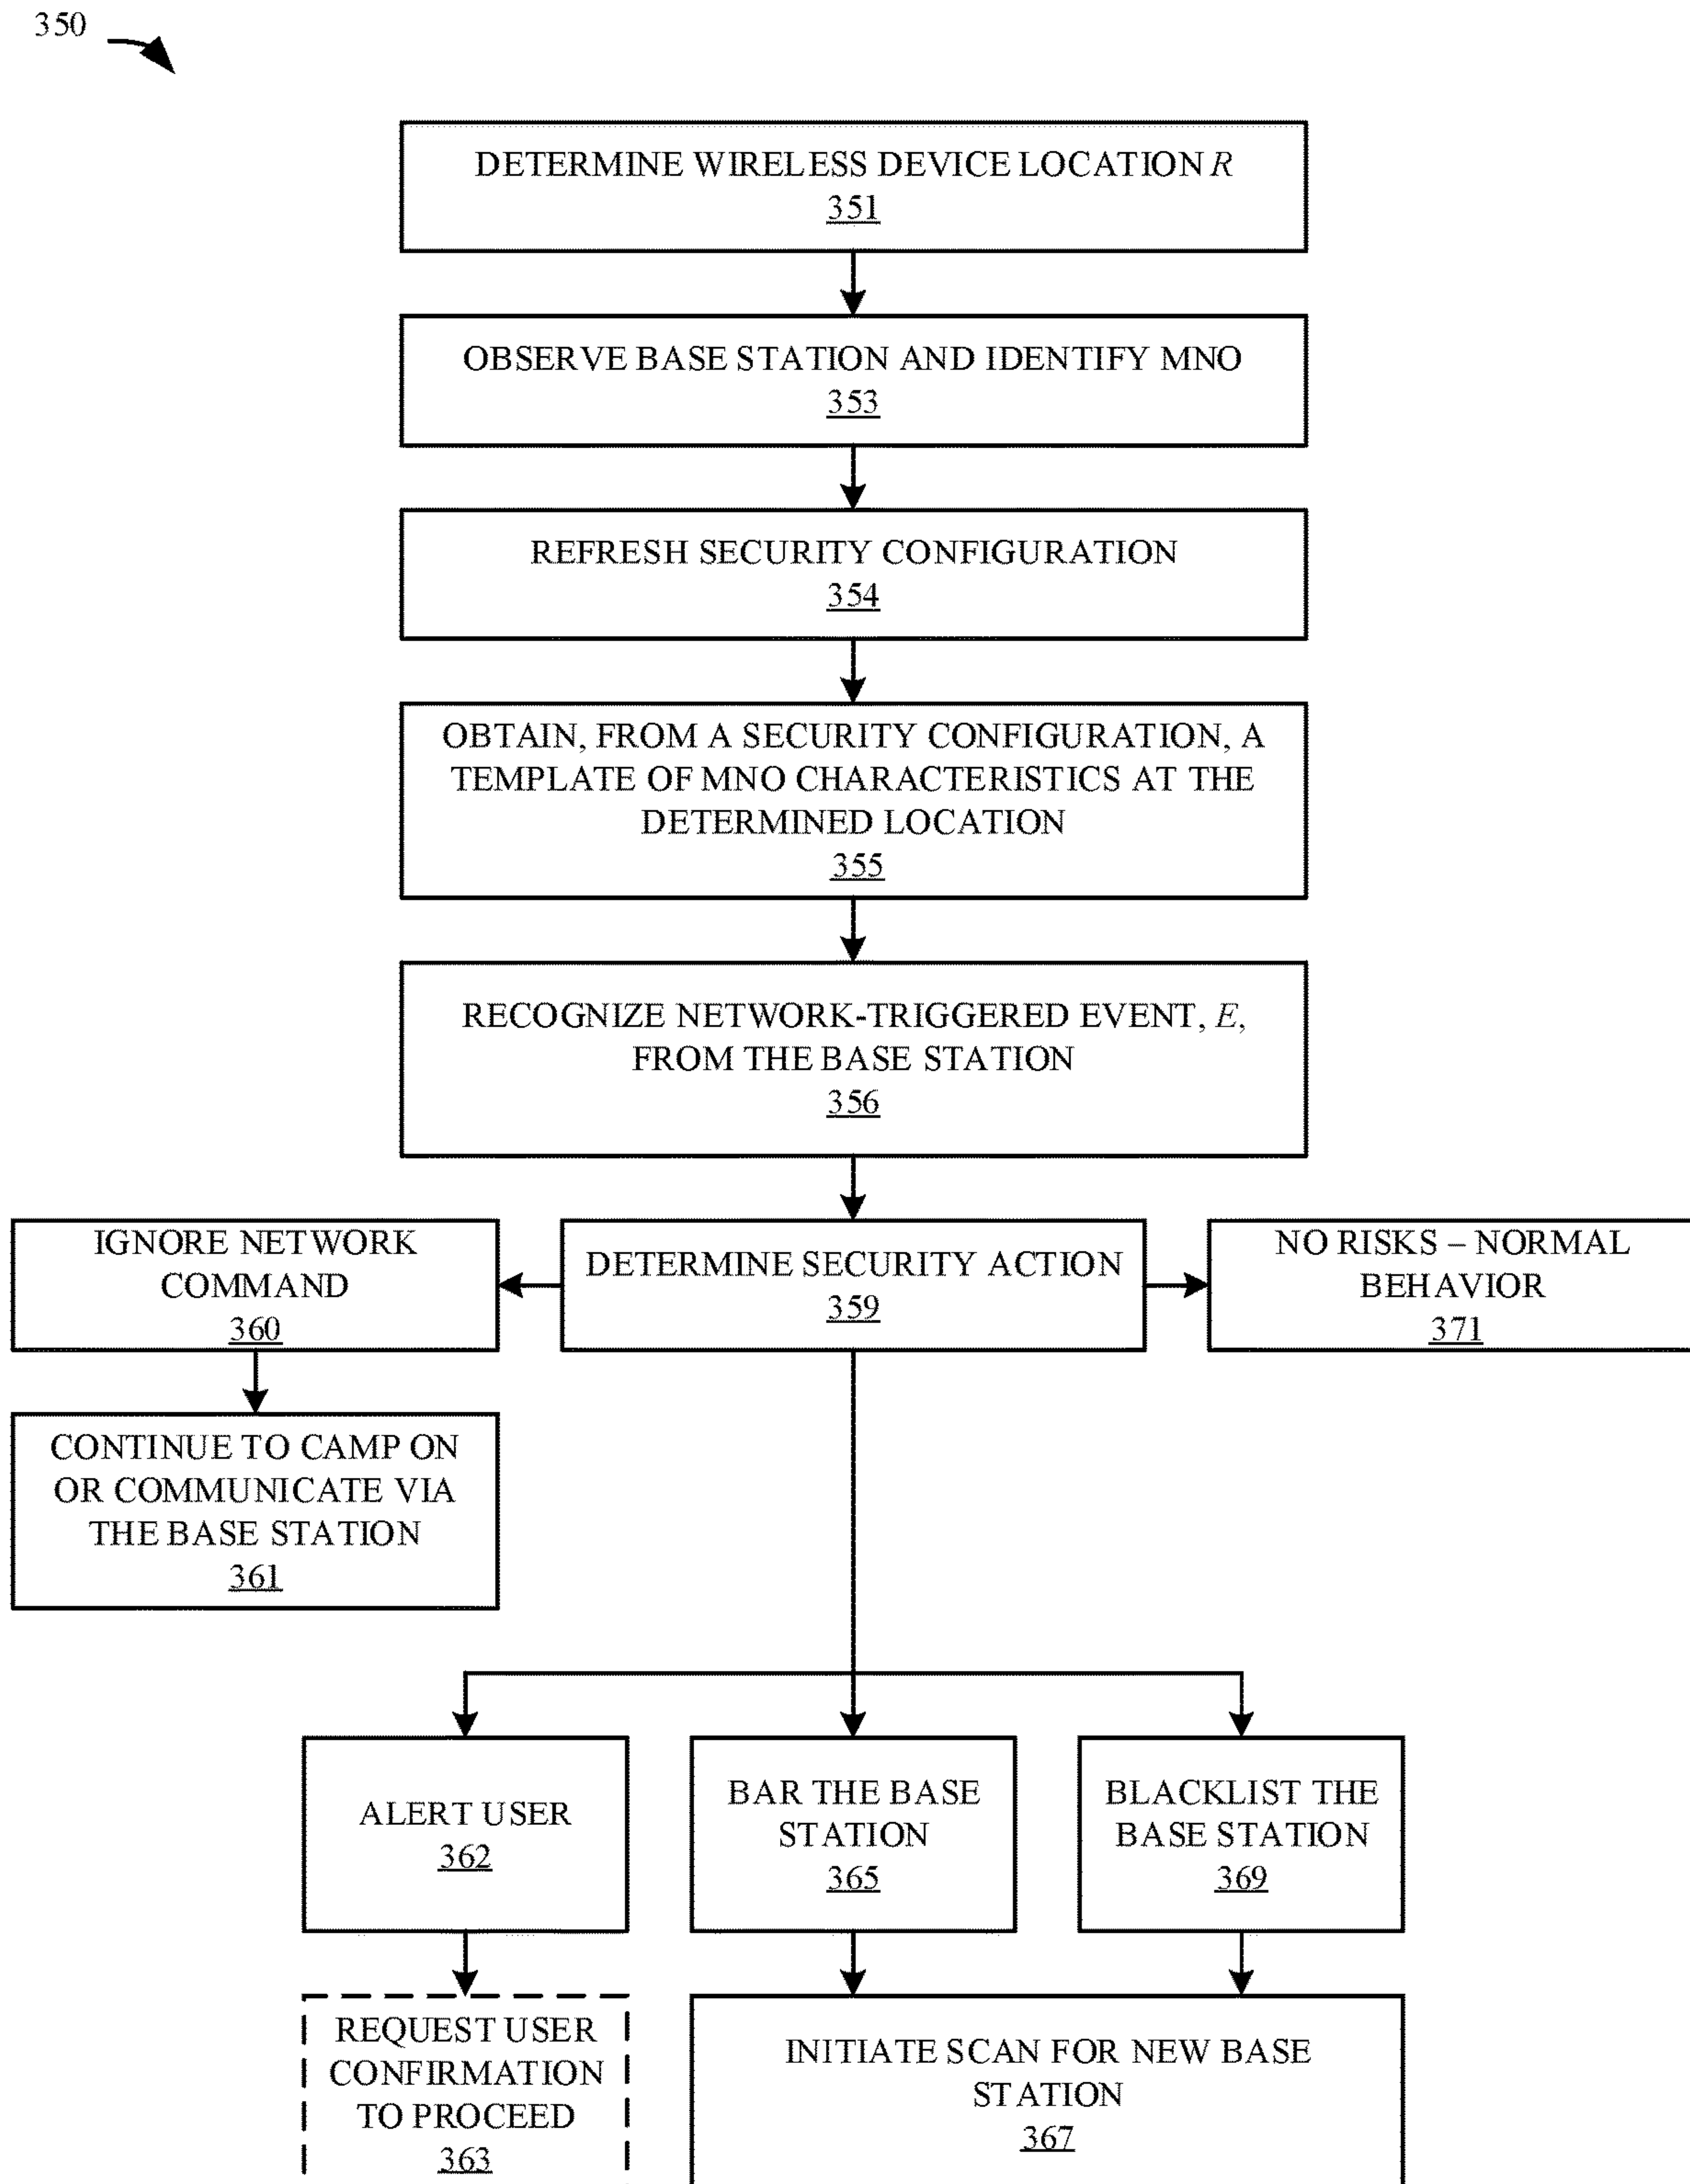 350
DETERMINE WIRELESS DEVICE LOCATION R
351
OBSERVE BASE STATION AND IDENTIFY MNO
353
REFRESH SECURITY CONFIGURATION
354
OBTAIN, FROM A SECURITY CONFIGURATION, A
TEMPLATE OF MNO CHARACTERISTICS AT THE
DETERMINED LOCATION
355
RECOGNIZE NETWORK-TRIGGERED EVENT, E,
FROM THE BASE STATION
356
IGNORE NETWORK
COMMAND
360
DETERMINE SECURITY ACTION
359
NO RISKS – NORMAL
BEHAVIOR
371
CONTINUE TO CAMP ON
OR COMMUNICATE VIA
THE BASE STATION
361
ALERT USER
362
BAR THE BASE
STATION
365
BLACKLIST THE
BASE STATION
369
REQUEST USER
CONFIRMATION
TO PROCEED
363
INITIATE SCAN FOR NEW BASE
STATION
367